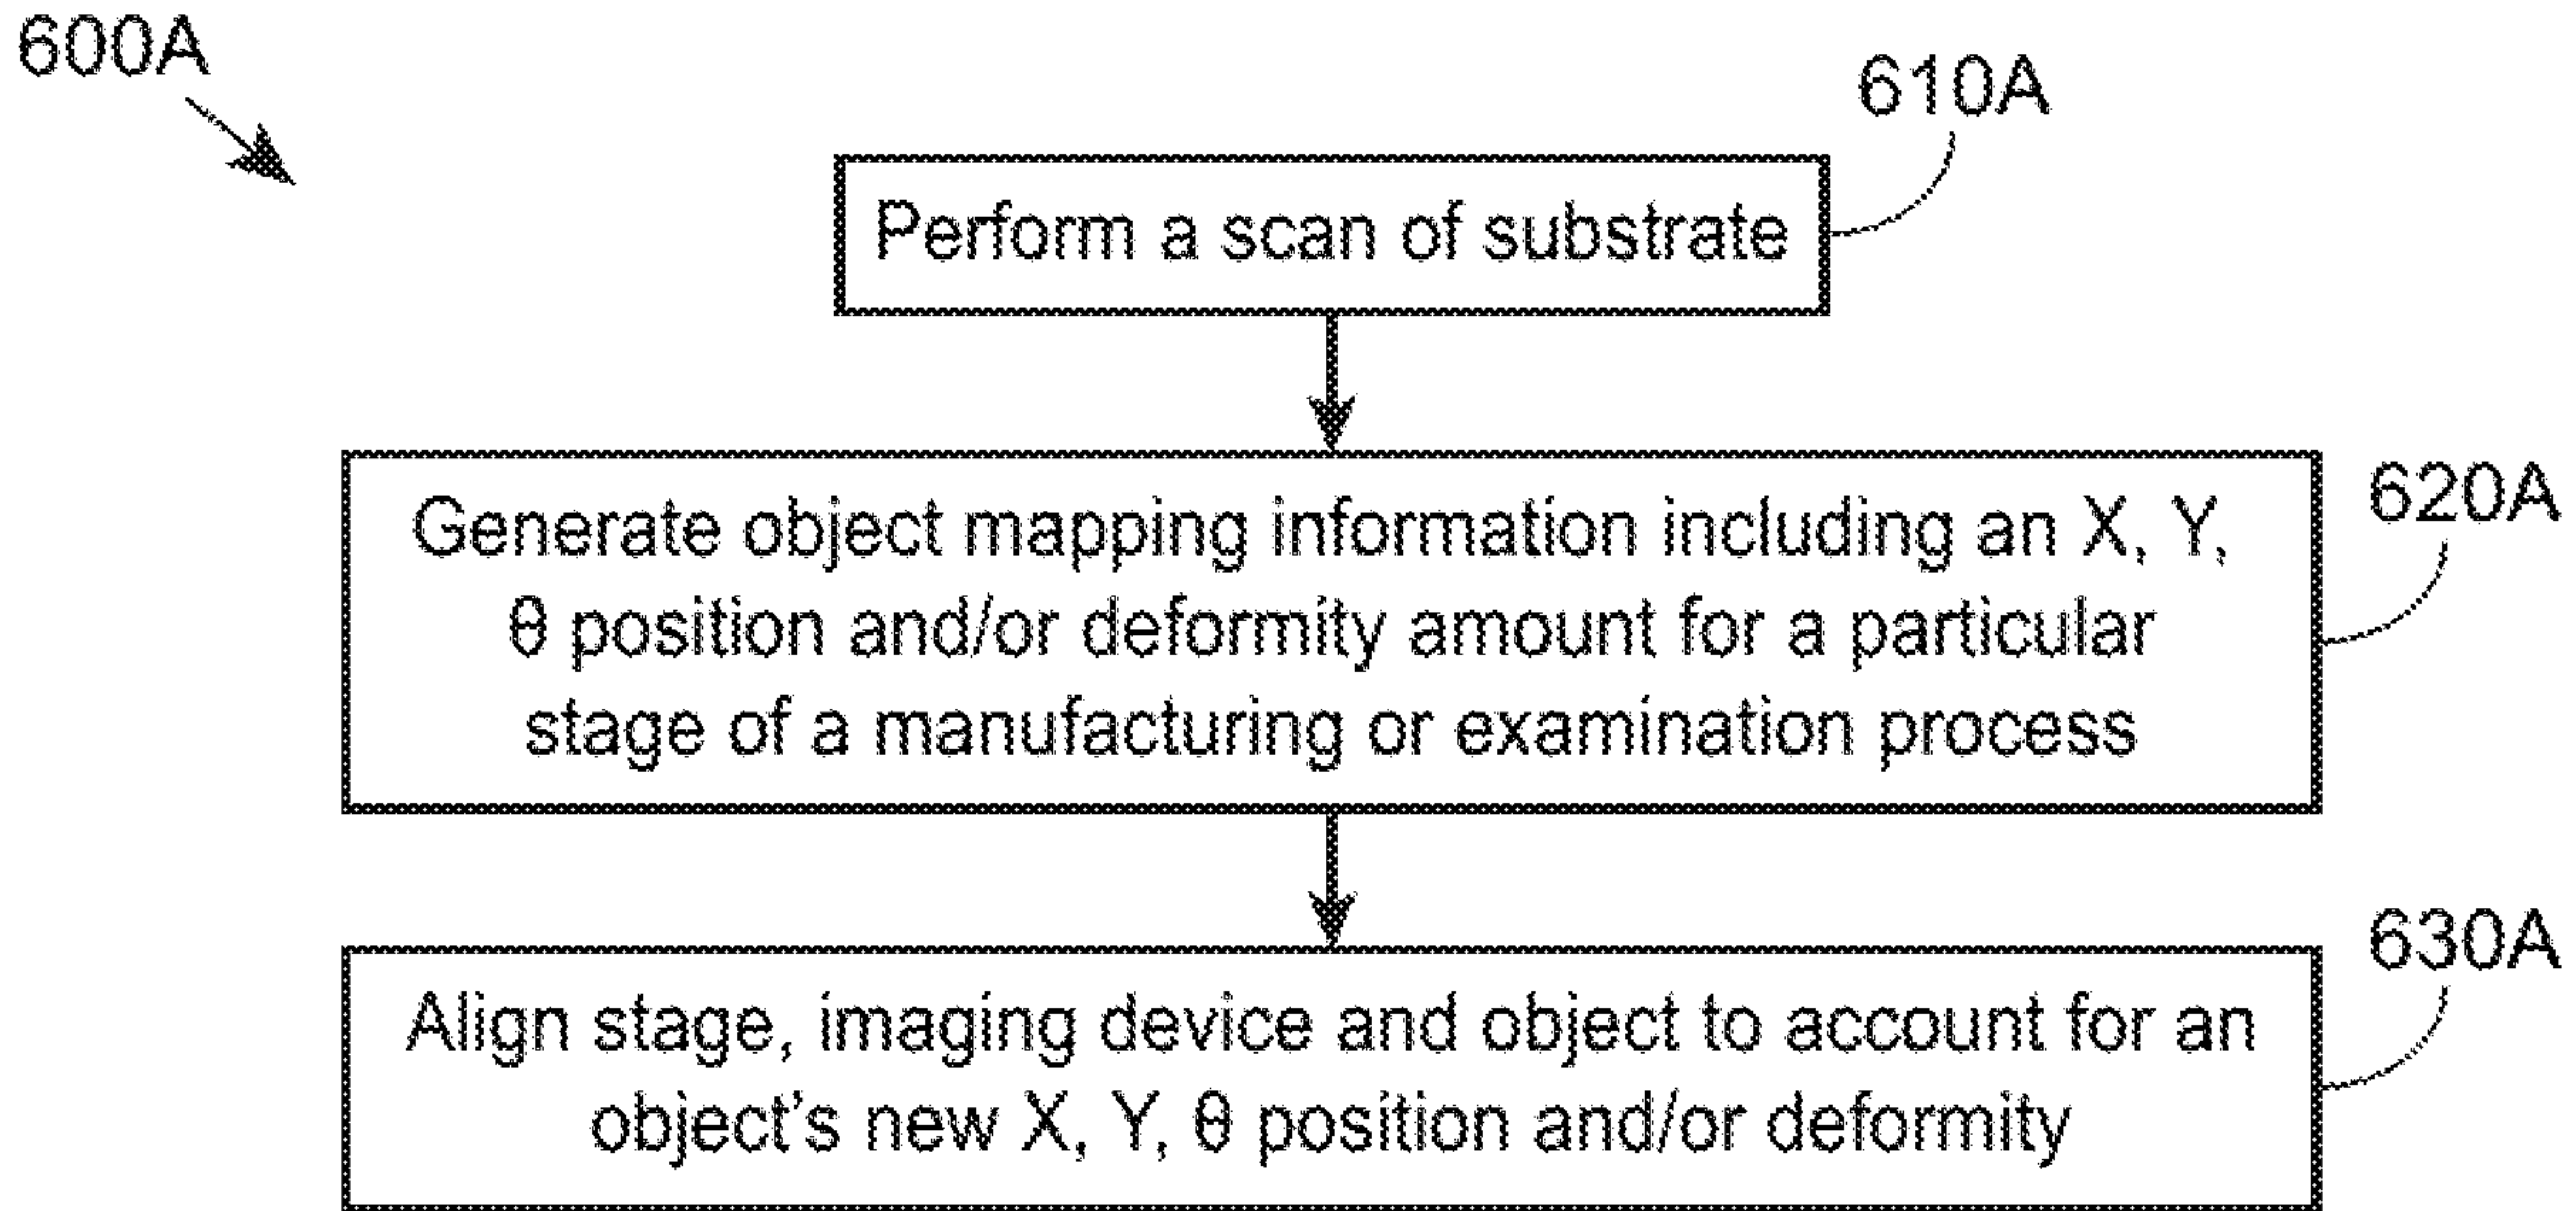 600A
610A
Perform a scan of substrate
620A
Generate object mapping information including an X, Y,
θ position and/or deformity amount for a particular
stage of a manufacturing or examination process
630A
Align stage, imaging device and object to account for an
object's new X, Y, θ position and/or deformity